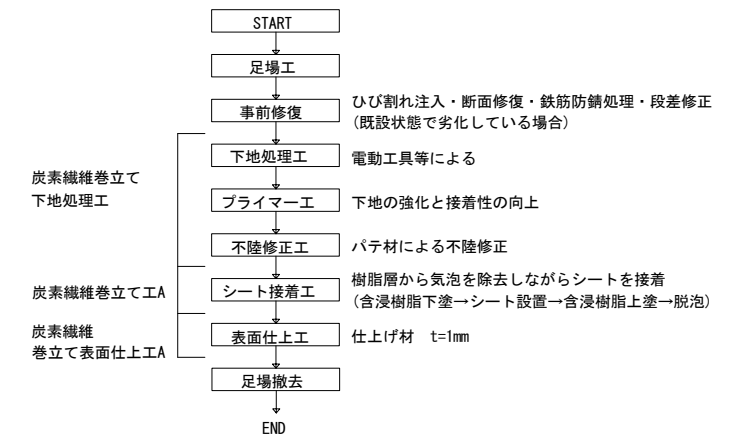 START
足場工
事前修復
ひび割れ注入・断面修復・鉄筋防錆処理・段差修正
(既設状態で劣化している場合)
炭素繊維巻立て
下地処理工
下地処理工
電動工具等による
プライマー工
下地の強化と接着性の向上
不陸修正工
パテ材による不陸修正
炭素繊維巻立て工A
シート接着工
樹脂層から気泡を除去しながらシートを接着
(含浸樹脂下塗→シート設置→含浸樹脂上塗→脱泡)
炭素繊維
巻立て表面仕上工A
表面仕上工
仕上げ材 t=1mm
足場撤去
END